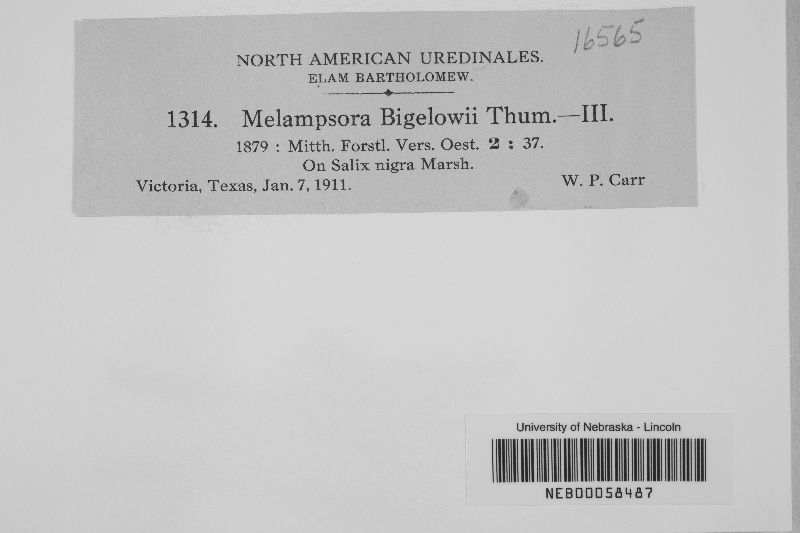 16565
NORTH AMERICAN UREDINALES.
ELAM BARTHOLOMEW.
1314. Melampsora Bigelowii Thum.—III.
1879 : Mitth. Forstl. Vers. Oest. 2 : 37.
On Salix nigra Marsh.
Victoria, Texas, Jan. 7, 1911. W. P. Carr
University of Nebraska - Lincoln
NEB00058487